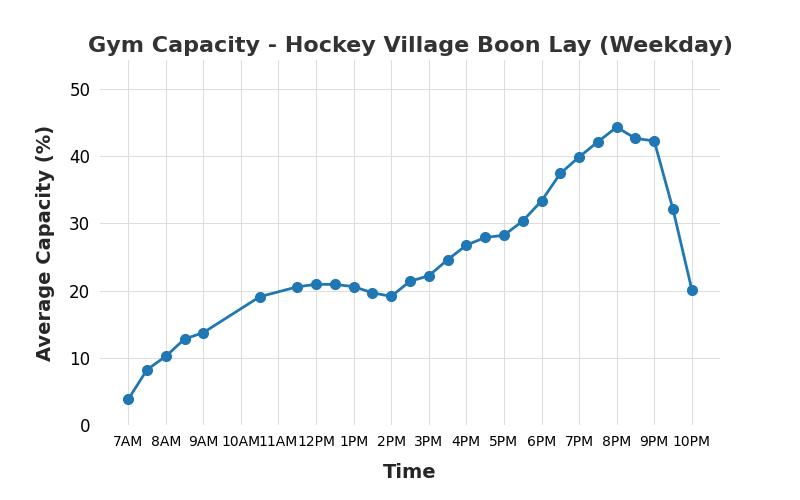 Gym Capacity - Hockey Village Boon Lay (Weekday)
Average Capacity (%)
50
40
30
20
10
0
7AM 8AM 9AM 10AM 11AM 12PM 1PM 2PM 3PM 4PM 5PM 6PM 7PM 8PM 9PM 10PM
Time